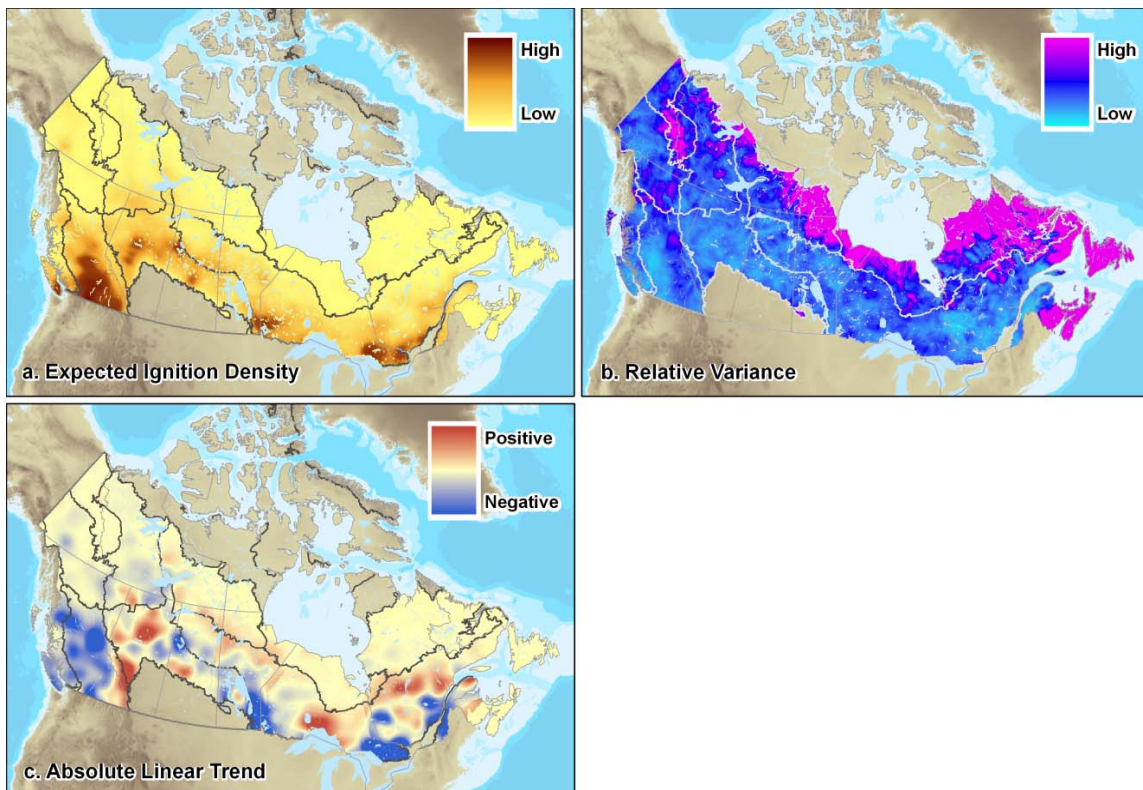 High
Low
a. Expected Ignition Density
High
Low
b. Relative Variance
Positive
Negative
c. Absolute Linear Trend